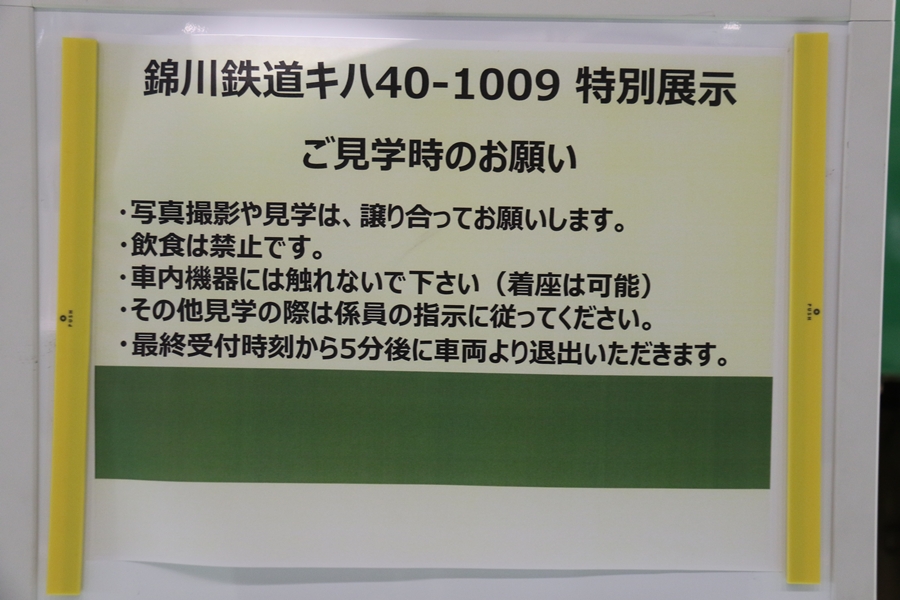 錦川鉄道キハ40-1009 特別展示
ご見学時のお願い
・写真撮影や見学は、譲り合ってお願いします。
・飲食は禁止です。
・車内機器には触れないで下さい（着座は可能）
・その他見学の際は係員の指示に従ってください。
・最終受付時刻から5分後に車両より退出いただきます。
PUSH
PUSH